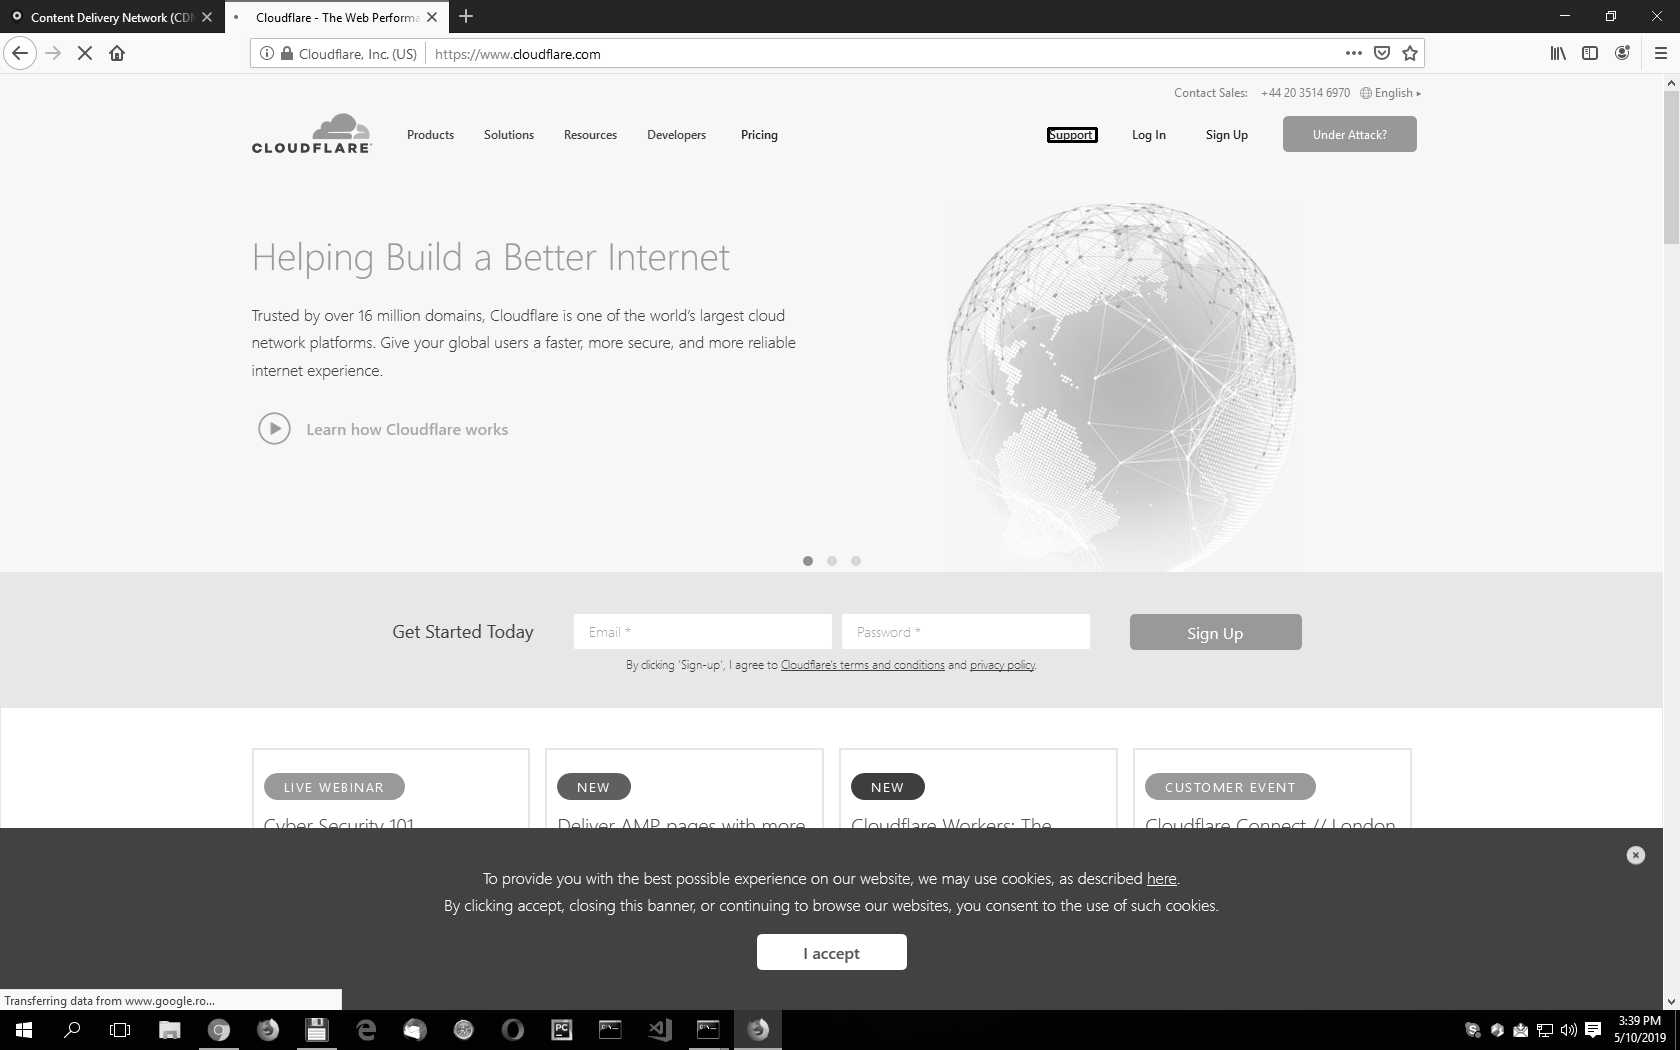 Content Delivery Network (CD
Cloudflare - The Web Performa
Cloudflare, Inc. (US)
https://www.cloudflare.com
Contact Sales: +44 20 3514 6970 English
CLOUDFLARE
Products Solutions Resources Developers Pricing Support Log In Sign Up Under Attack?
Helping Build a Better Internet
Trusted by over 16 million domains, Cloudflare is one of the world's largest cloud
network platforms. Give your global users a faster, more secure, and more reliable
internet experience.
Learn how Cloudflare works
Get Started Today Email * Password * Sign Up
By clicking 'Sign-up', I agree to Cloudflare's terms and conditions and privacy policy.
LIVE WEBINAR NEW NEW CUSTOMER EVENT
Cyber Security 101 Deliver AMP pages with more Cloudflare Workers: The Cloudflare Connect // London
To provide you with the best possible experience on our website, we may use cookies, as described here.
By clicking accept, closing this banner, or continuing to browse our websites, you consent to the use of such cookies.
I accept
Transferring data from www.google.ro...
PC
3:39 PM
5/10/2019